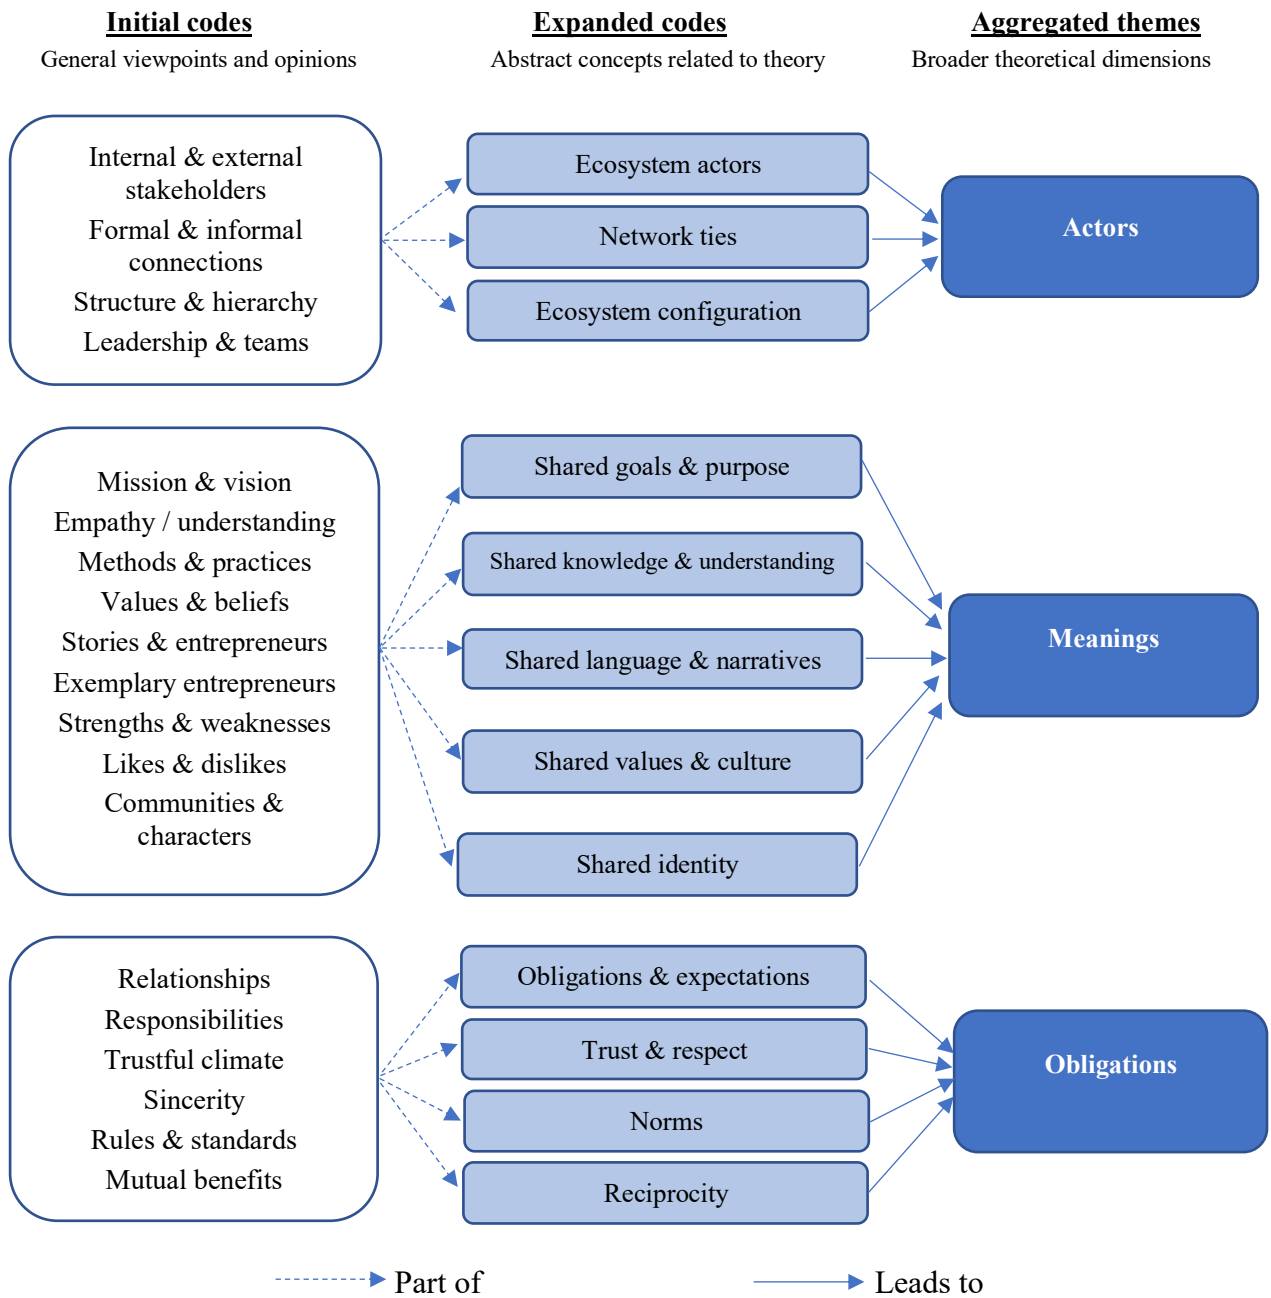 Initial codes
General viewpoints and opinions
Expanded codes
Abstract concepts related to theory
Aggregated themes
Broader theoretical dimensions
Internal & external
stakeholders
Formal & informal
connections
Structure & hierarchy
Leadership & teams
Ecosystem actors
Network ties
Ecosystem configuration
Actors
Mission & vision
Empathy / understanding
Methods & practices
Values & beliefs
Stories & entrepreneurs
Exemplary entrepreneurs
Strengths & weaknesses
Likes & dislikes
Communities &
characters
Shared goals & purpose
Shared knowledge & understanding
Shared language & narratives
Shared values & culture
Shared identity
Meanings
Relationships
Responsibilities
Trustful climate
Sincerity
Rules & standards
Mutual benefits
Obligations & expectations
Trust & respect
Norms
Reciprocity
Obligations
Part of
Leads to